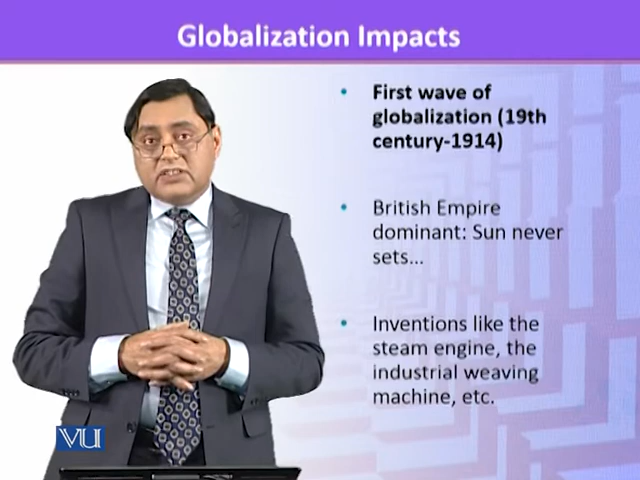 Globalization Impacts
• First wave of
globalization (19th
century-1914)
• British Empire
dominant: Sun never
sets...
• Inventions like the
steam engine, the
industrial weaving
machine, etc.
VU